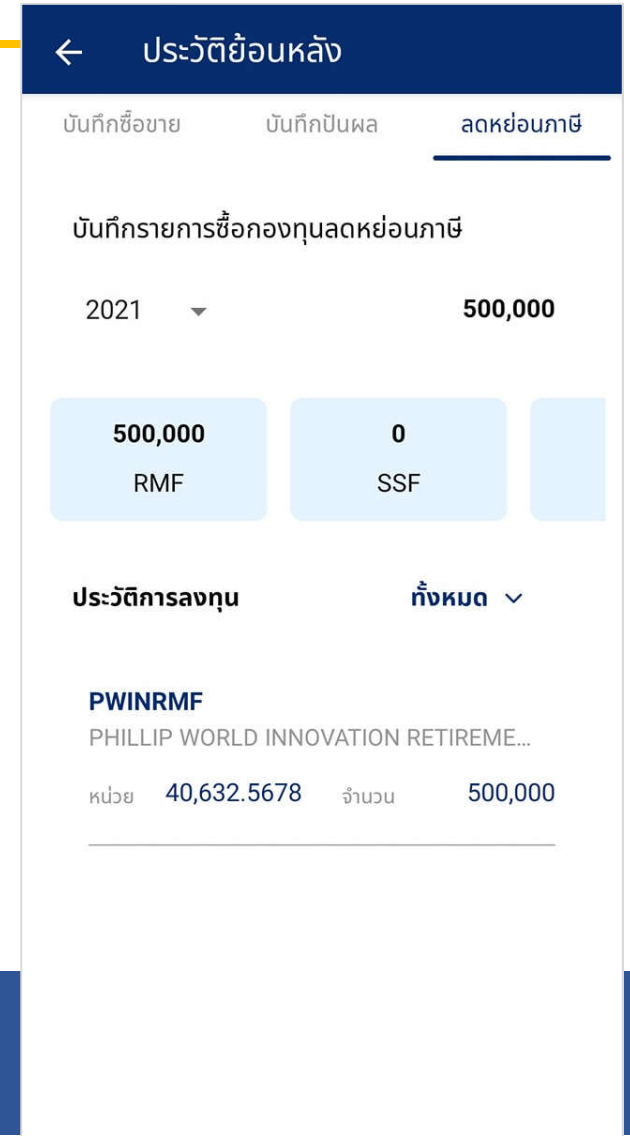 ประวัติย้อนหลัง
บันทึกซื้อขาย บันทึกปันผล ลดหย่อนภาษี
บันทึกรายการซื้อกองทุนลดหย่อนภาษี
2021 500,000
500,000 0
RMF SSF
ประวัติการลงทุน ทั้งหมด
PWINRMF
PHILLIP WORLD INNOVATION RETIREME...
หน่วย 40,632.5678 จำนวน 500,000